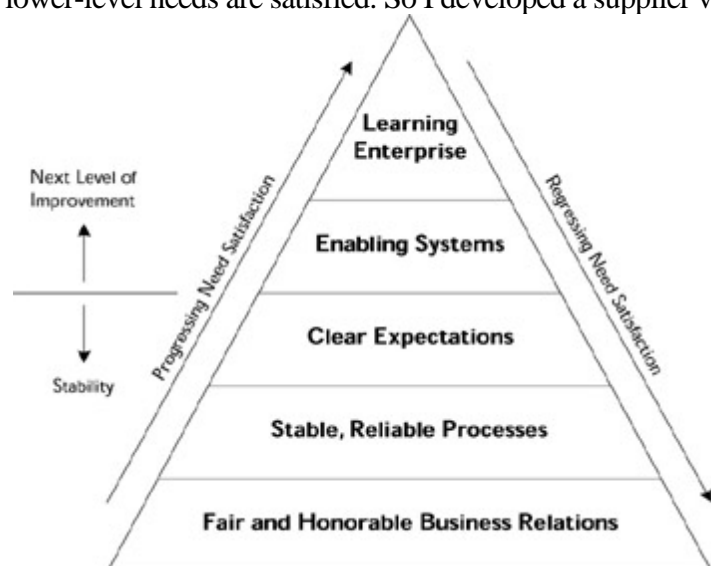 lower-level needs are satisfied. So I developed a supplier v
Learning
Enterprise
Next Level of
Improvement
Progressing Need Satisfaction
Regressing Need Satisfaction
Enabling Systems
Clear Expectations
Stability
Stable, Reliable Processes
Fair and Honorable Business Relations